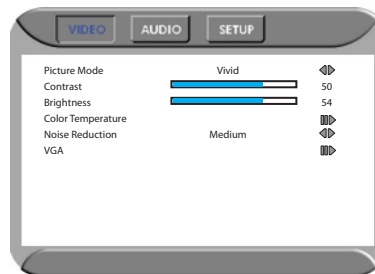 VIDEO AUDIO SETUP
Picture Mode Vivid
Contrast 50
Brightness 54
Color Temperature
Noise Reduction Medium
VGA